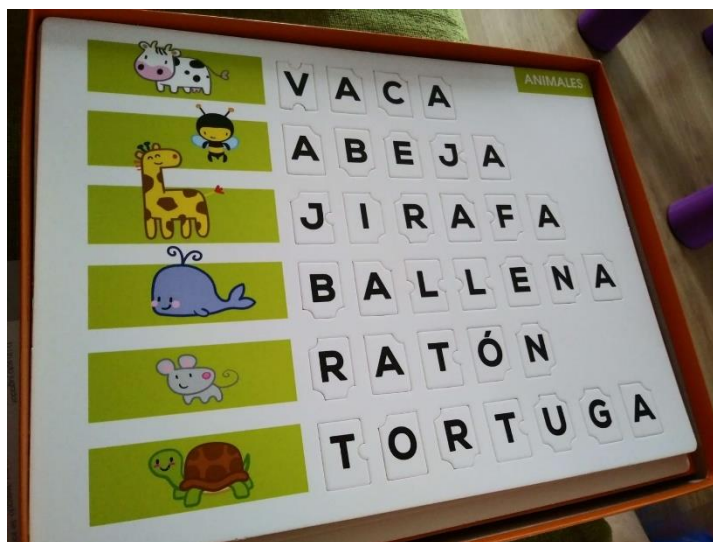 ANIMALES
VACA
ABEJA
JIRAFA
BALLENA
RATÓN
TORTUGA